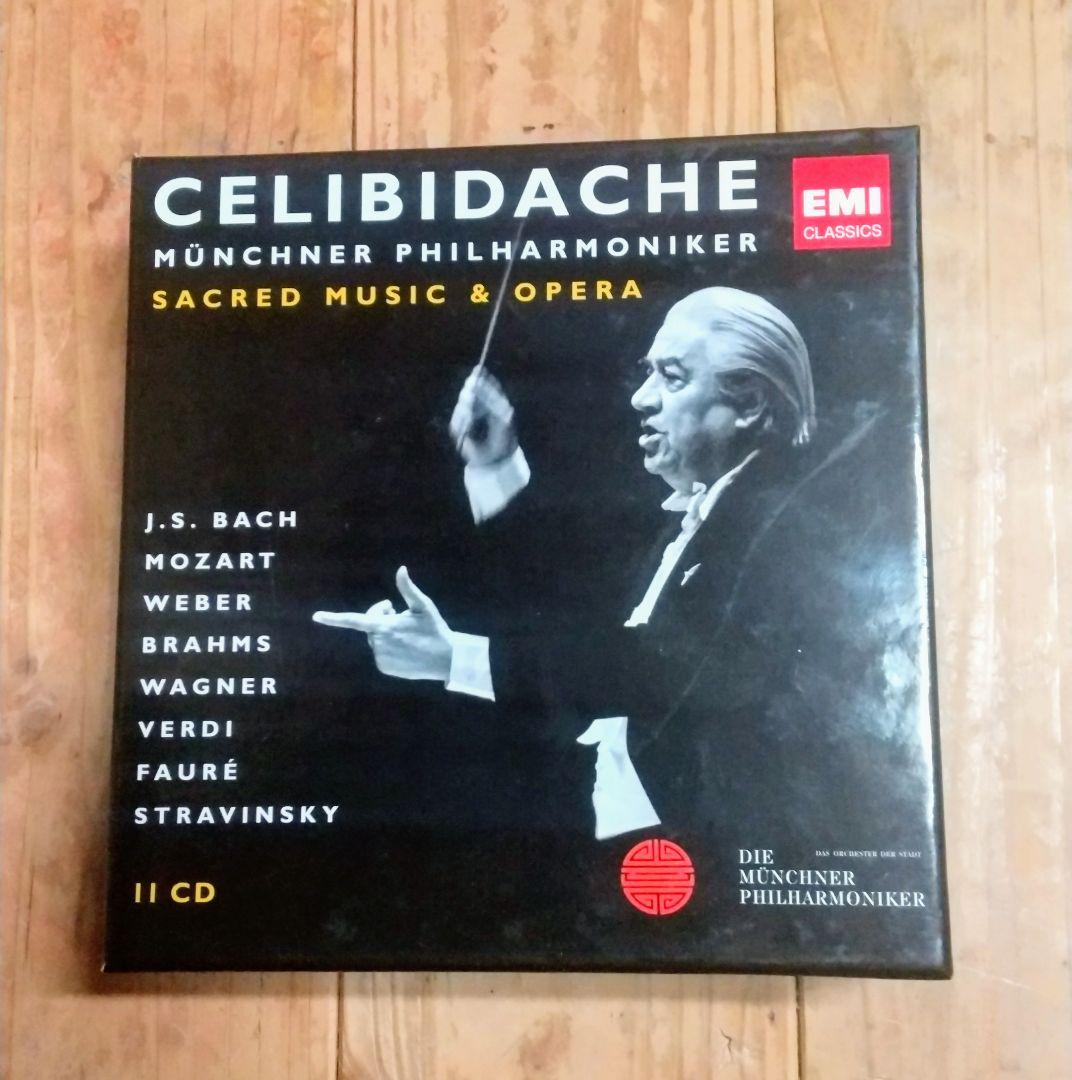 CELIBIDACHE
MÜNCHNER PHILHARMONIKER
SACRED MUSIC & OPERA
EMI
CLASSICS
J.S. BACH
MOZART
WEBER
BRAHMS
WAGNER
VERDI
FAURÉ
STRAVINSKY
11 CD
DIE
DAS ORCHESTER DER STADT
MÜNCHNER
PHILHARMONIKER